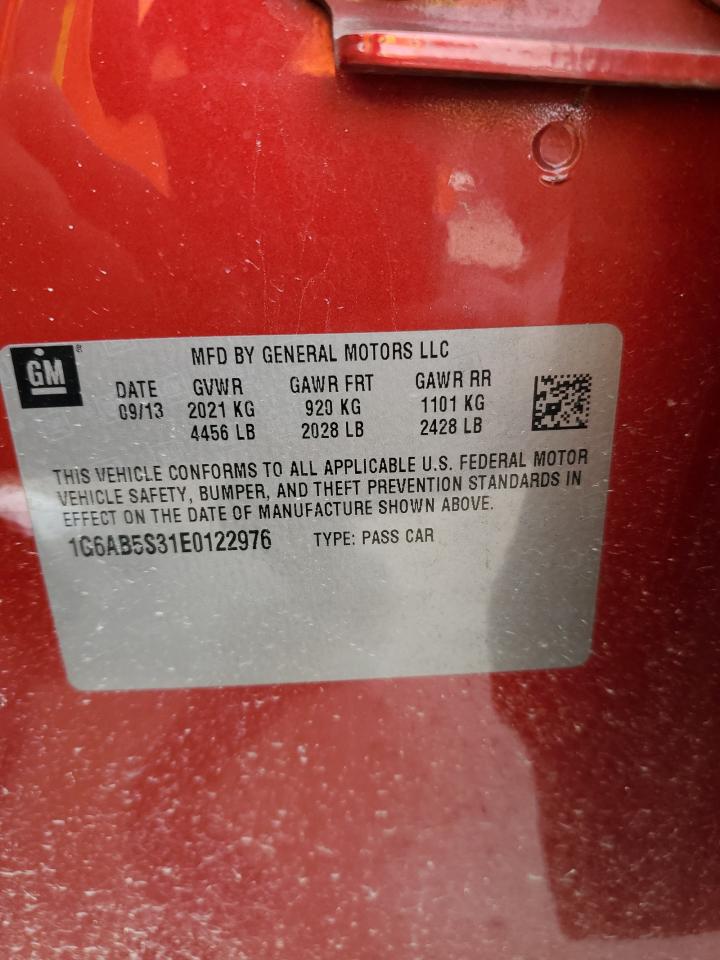 GM
MFD BY GENERAL MOTORS LLC
DATE GVWR GAWR FRT GAWR RR
09/13 2021 KG 920 KG 1101 KG
4456 LB 2028 LB 2428 LB
THIS VEHICLE CONFORMS TO ALL APPLICABLE U.S. FEDERAL MOTOR
VEHICLE SAFETY, BUMPER, AND THEFT PREVENTION STANDARDS IN
EFFECT ON THE DATE OF MANUFACTURE SHOWN ABOVE.
1G6AB5S31E0122976 TYPE: PASS CAR